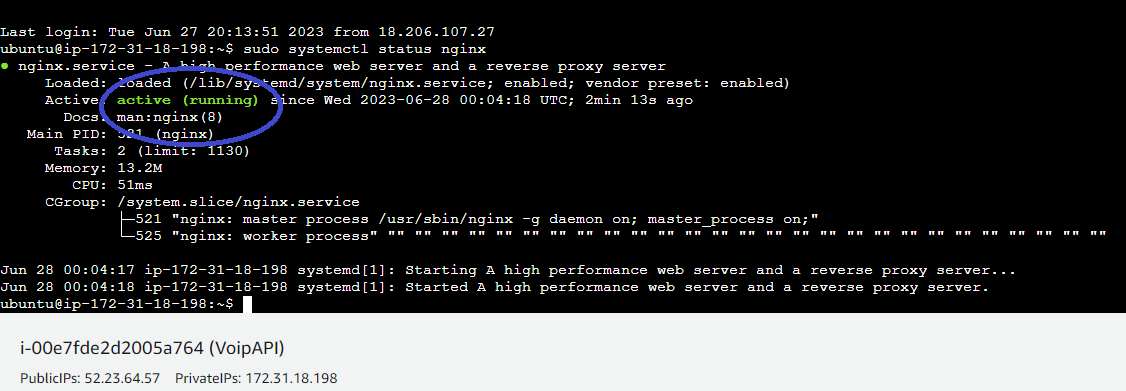 Last login: Tue Jun 27 20:13:51 2023 from 18.206.107.27
ubuntu@ip-172-31-18-198:~$ sudo systemctl status nginx
● nginx.service - A high performance web server and a reverse proxy server
Loaded: loaded (/lib/systemd/system/nginx.service; enabled; vendor preset: enabled)
Active: active (running) since Wed 2023-06-28 00:04:18 UTC; 2min 13s ago
Docs: man:nginx(8)
Main PID: 521 (nginx)
Tasks: 2 (limit: 1130)
Memory: 13.2M
CPU: 51ms
CGroup: /system.slice/nginx.service
├─521 "nginx: master process /usr/sbin/nginx -g daemon on; master_process on;"
└─525 "nginx: worker process" "" "" "" "" "" "" "" "" "" "" "" "" "" "" "" "" "" "" "" "" "" "" "" "" "" "" ""
Jun 28 00:04:17 ip-172-31-18-198 systemd[1]: Starting A high performance web server and a reverse proxy server...
Jun 28 00:04:18 ip-172-31-18-198 systemd[1]: Started A high performance web server and a reverse proxy server.
ubuntu@ip-172-31-18-198:~$
i-00e7fde2d2005a764 (VoipAPI)
PublicIPs: 52.23.64.57 PrivateIPs: 172.31.18.198